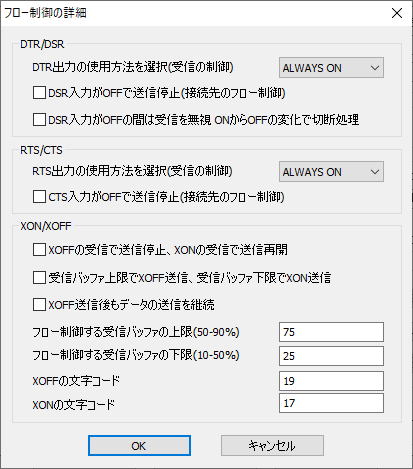 フロー制御の詳細
DTR/DSR
DTR出力の使用方法を選択(受信の制御)
ALWAYS ON
DSR入力がOFFで送信停止(接続先のフロー制御)
DSR入力がOFFの間は受信を無視 ONからOFFの変化で切断処理
RTS/CTS
RTS出力の使用方法を選択(受信の制御)
ALWAYS ON
CTS入力がOFFで送信停止(接続先のフロー制御)
XON/XOFF
XOFFの受信で送信停止、XONの受信で送信再開
受信バッファ上限でXOFF送信、受信バッファ下限でXON送信
XOFF送信後もデータの送信を継続
フロー制御する受信バッファの上限(50-90%)
75
フロー制御する受信バッファの下限(10-50%)
25
XOFFの文字コード
19
XONの文字コード
17
OK
キャンセル